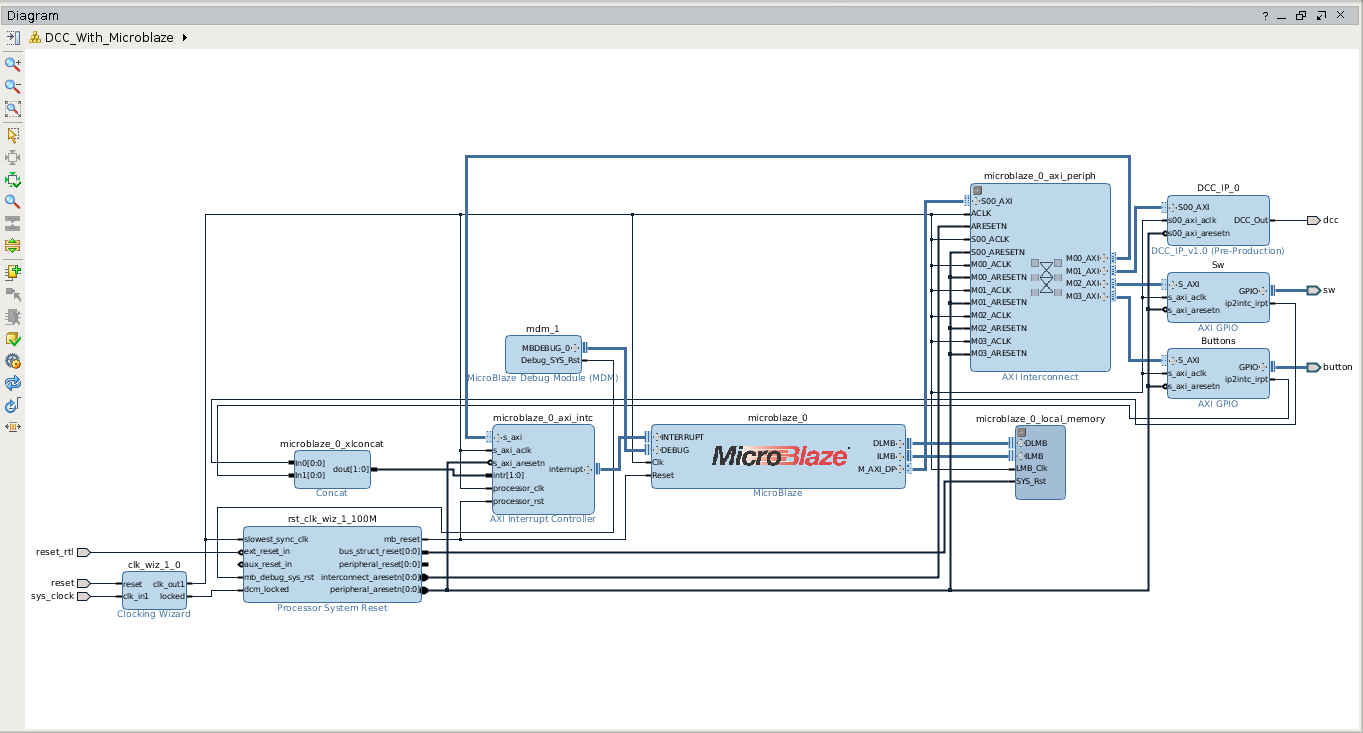 Diagram
?
DCC_With_Microblaze
microblaze_0_axi_periph
S00_AXI
ACLK
ARESETN
S00_ACLK
S00_ARESETN
M00_ACLK
M00_ARESETN
M01_ACLK
M01_ARESETN
M02_ACLK
M02_ARESETN
M03_ACLK
M03_ARESETN
M00_AXI
M01_AXI
M02_AXI
M03_AXI
AXI Interconnect
DCC_IP_0
S00_AXI
s00_axi_aclk
s00_axi_aresetn
DCC_Out
DCC_IP_v1.0 (Pre-Production)
dcc
Sw
S_AXI
s_axi_aclk
s_axi_aresetn
GPIO
ip2intc_irpt
AXI GPIO
sw
Buttons
S_AXI
s_axi_aclk
s_axi_aresetn
GPIO
ip2intc_irpt
AXI GPIO
button
mdm_1
MBDEBUG_0
Debug_SYS_Rst
MicroBlaze Debug Module (MDM)
microblaze_0_axi_intc
s_axi
s_axi_aclk
s_axi_aresetn
intr[1:0]
processor_clk
processor_rst
interrupt
AXI Interrupt Controller
microblaze_0
INTERRUPT
DEBUG
Clk
Reset
MicroBlaze
DLMB
ILMB
M_AXI_DP
MicroBlaze
microblaze_0_local_memory
DLMB
ILMB
LMB_Clk
SYS_Rst
microblaze_0_xlconcat
In0[0:0]
In1[0:0]
dout[1:0]
Concat
rst_clk_wiz_1_100M
slowest_sync_clk
ext_reset_in
aux_reset_in
mb_debug_sys_rst
dcm_locked
mb_reset
bus_struct_reset[0:0]
peripheral_reset[0:0]
interconnect_aresetn[0:0]
peripheral_aresetn[0:0]
Processor System Reset
reset_rtl
reset
sys_clock
clk_wiz_1_0
reset
clk_in1
clk_out1
locked
Clocking Wizard